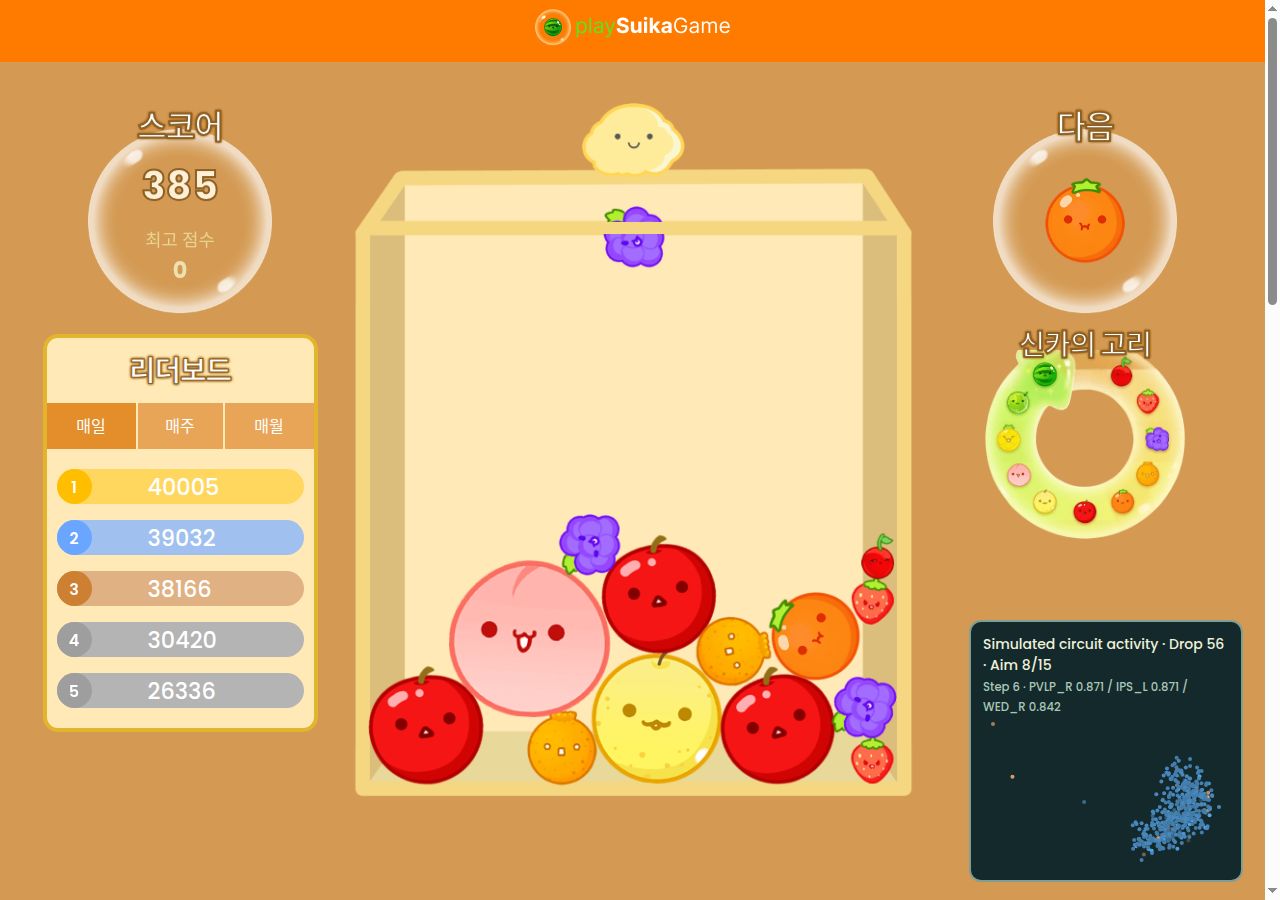 playSuikaGame
스코어
385
최고 점수
0
다음
신카의 고리
리더보드
매일 매주 매월
1 40005
2 39032
3 38166
4 30420
5 26336
Simulated circuit activity · Drop 56
· Aim 8/15
Step 6 · PVLP_R 0.871 / IPS_L 0.871 /
WED_R 0.842